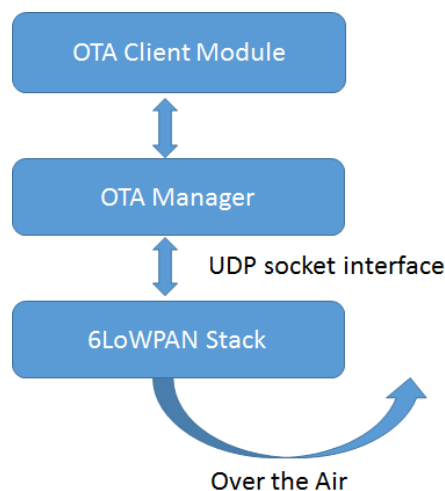 OTA Client Module
OTA Manager
UDP socket interface
6LoWPAN Stack
Over the Air